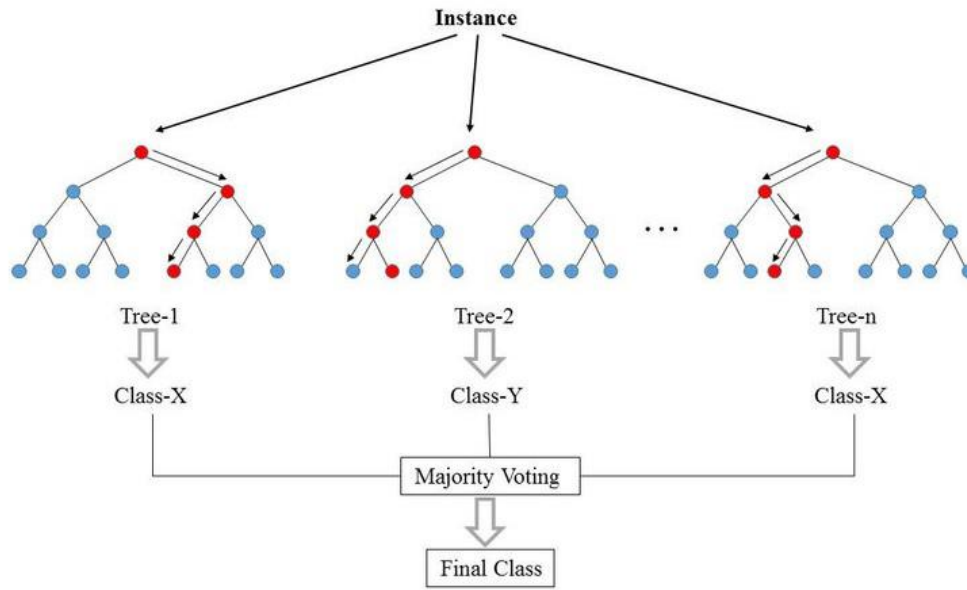 Instance
. . .
Tree-1 Tree-2 Tree-n
Class-X Class-Y Class-X
Majority Voting
Final Class